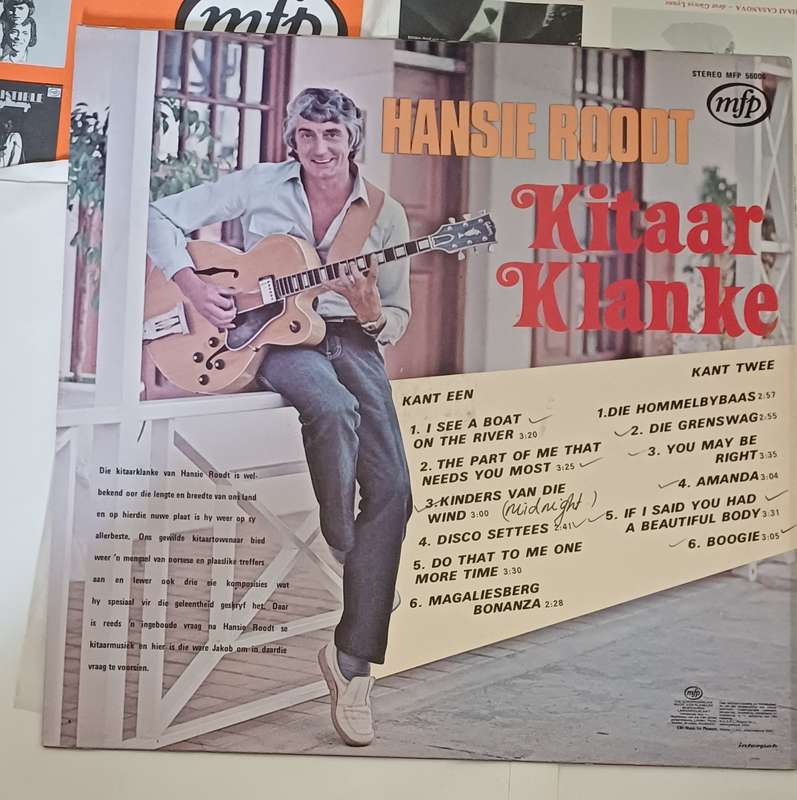 mfp
HAAI CASANOVA – deur Glenys Lynne
STEREO MFP 56006
mfp
HANSIE ROODT
Kitaar
Klanke
KANT EEN
1. I SEE A BOAT
ON THE RIVER 3:20
2. THE PART OF ME THAT
NEEDS YOU MOST 3:25
3. KINDERS VAN DIE
WIND 3:00 (Midnight)
4. DISCO SETTEES 2:41
5. DO THAT TO ME ONE
MORE TIME 3:30
6. MAGALIESBERG
BONANZA 2:28
KANT TWEE
1. DIE HOMMELBYBAAS 2:57
2. DIE GRENSWAG 2:55
3. YOU MAY BE
RIGHT 3:35
4. AMANDA 3:04
5. IF I SAID YOU HAD
A BEAUTIFUL BODY 3:31
6. BOOGIE 3:05
Die kitaarklanke van Hansie Roodt is wel-
bekend oor die lengte en breedte van ons land
en op hierdie nuwe plaat is hy weer op sy
allerbeste. Ons gewilde kitaartowenaar bied
weer 'n mengsel van oorsese en plaaslike treffers
aan en lewer ook drie eie komposisies wat
hy spesiaal vir die geleentheid geskryf het. Daar
is reeds 'n ingeboude vraag na Hansie Roodt se
kitaarmusiek en hier is die ware Jakob om in daardie
vraag te voorsien.
mfp
interpak